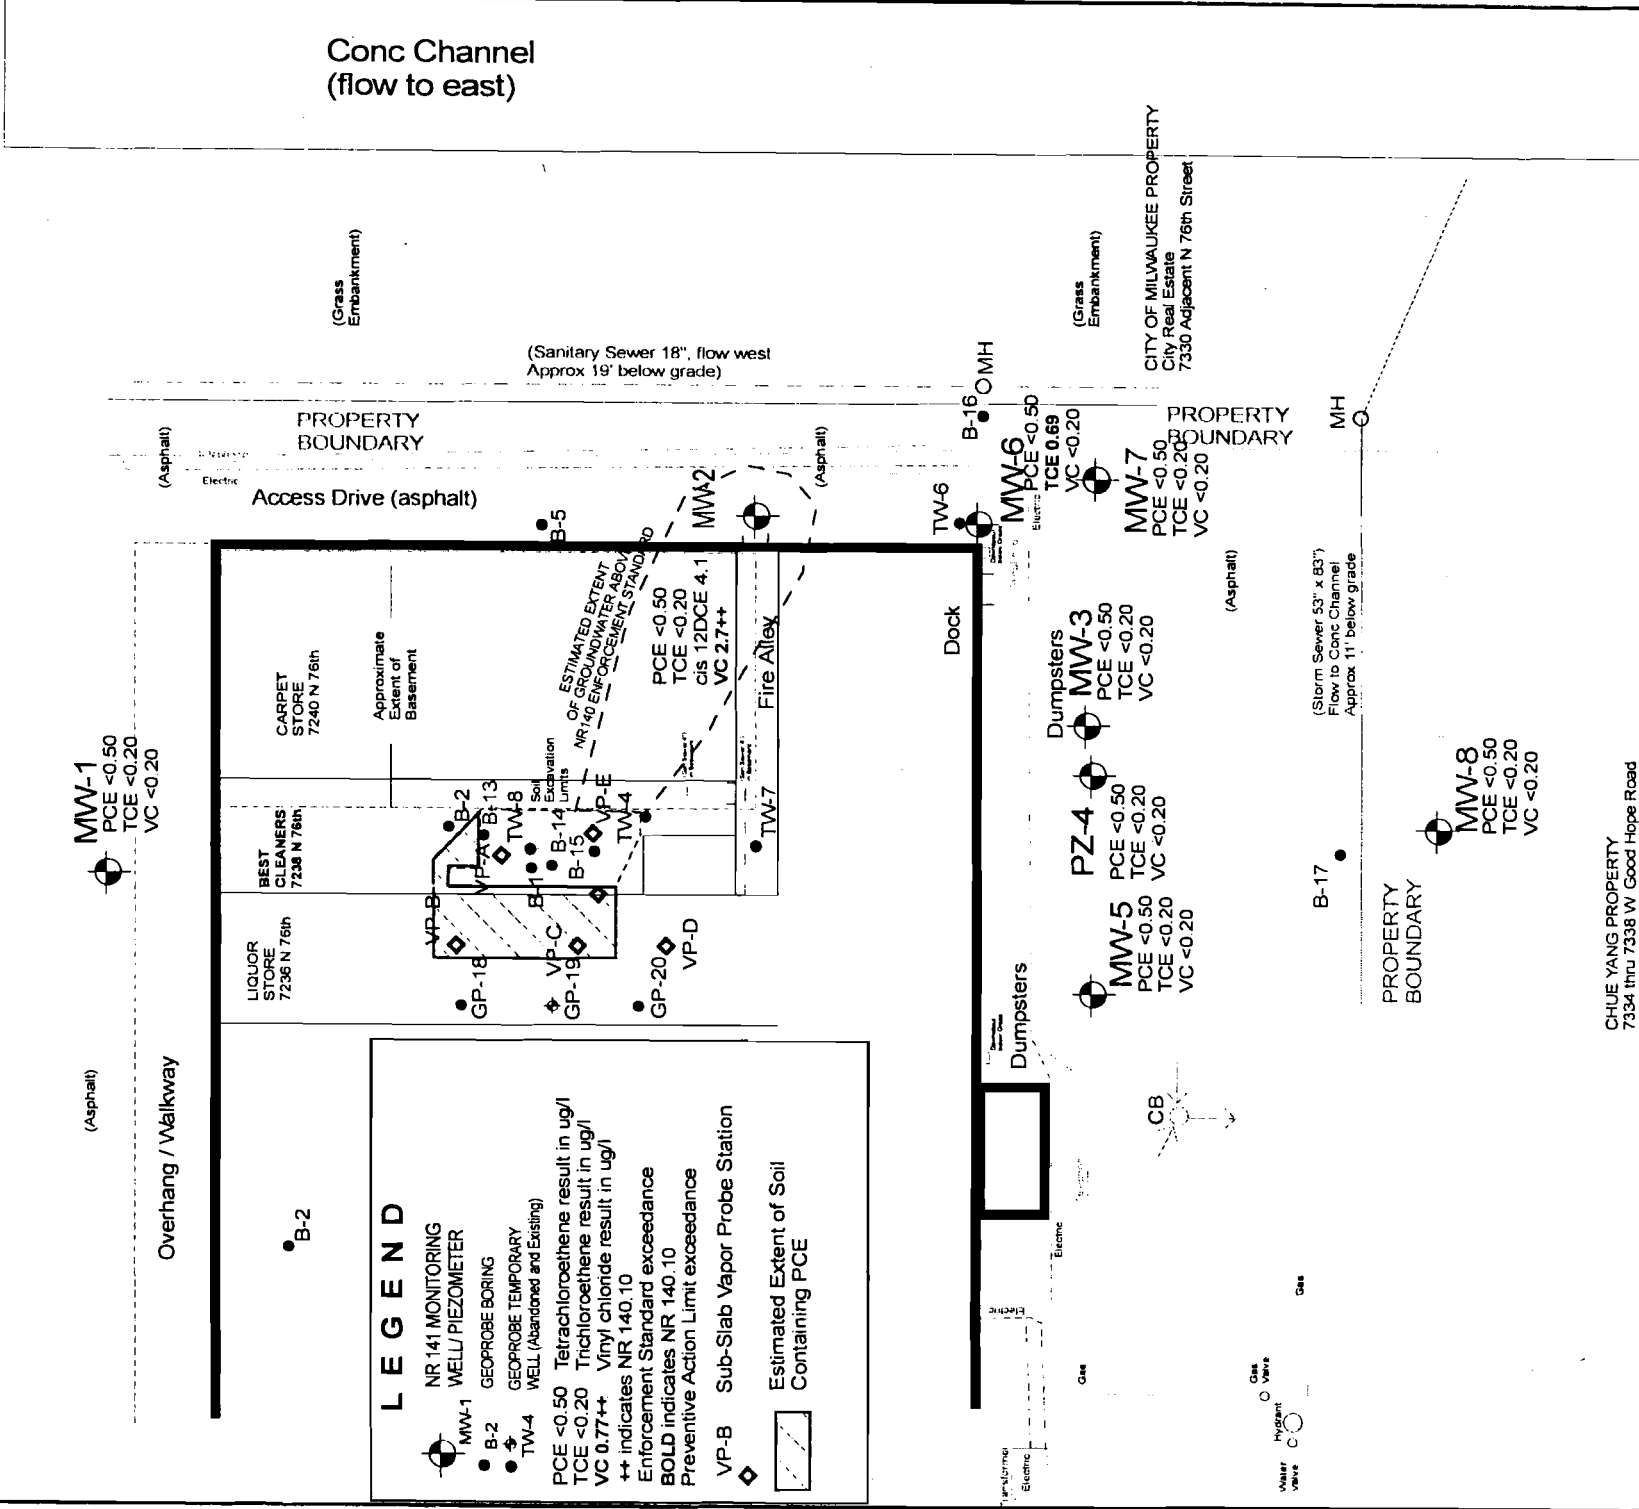 Conc Channel
(flow to east)
(Grass
Embankment)
(Grass
Embankment)
CITY OF MILWAUKEE PROPERTY
City Real Estate
7330 Adjacent N 76th Street
(Sanitary Sewer 18", flow west
Approx 19' below grade)
MH
B-16
PROPERTY
BOUNDARY
PROPERTY
BOUNDARY
MH
(Asphalt)
Electric
Access Drive (asphalt)
(Asphalt)
B-5
MW-2
PCE <0.50
TCE <0.20
cis 12DCE 4.1
VC 2.7++
TW-6
MW-6
PCE <0.50
TCE 0.69
VC <0.20
Electric
MW-7
PCE <0.50
TCE <0.20
VC <0.20
(Asphalt)
ESTIMATED EXTENT
OF GROUNDWATER ABOVE
NR140 ENFORCEMENT STANDARD
Fire Alley
Dock
CARPET
STORE
7240 N 76th
Approximate
Extent of
Basement
Dumpsters
MW-3
PCE <0.50
TCE <0.20
VC <0.20
(Storm Sewer 53" x 83")
Flow to Conc Channel
Approx 11' below grade
MW-1
PCE <0.50
TCE <0.20
VC <0.20
BEST
CLEANERS
7238 N 76th
B-2
B-13
TW-8
Soil
Excavation
Limits
VP-E
VP-A
B-14
B-15
TW-4
B-1
TW-7
PZ-4
PCE <0.50
TCE <0.20
VC <0.20
MW-8
PCE <0.50
TCE <0.20
VC <0.20
B-17
LIQUOR
STORE
7236 N 76th
VP-B
VP-C
VP-D
GP-18
GP-19
GP-20
MW-5
PCE <0.50
TCE <0.20
VC <0.20
Dumpsters
PROPERTY
BOUNDARY
CHUE YANG PROPERTY
7334 thru 7338 W Good Hope Road
(Asphalt)
Overhang / Walkway
B-2
CB
Electric
Electric
Gas
Gas
Gas
Valve
Hydrant
Water
Valve
Transformer
Electric
LEGEND
MW-1
NR 141 MONITORING
WELL/ PIEZOMETER
B-2 GEOPROBE BORING
TW-4
GEOPROBE TEMPORARY
WELL (Abandoned and Existing)
PCE <0.50 Tetrachloroethene result in ug/l
TCE <0.20 Trichloroethene result in ug/l
VC 0.77++ Vinyl chloride result in ug/l
++ indicates NR 140.10
Enforcement Standard exceedance
BOLD indicates NR 140.10
Preventive Action Limit exceedance
VP-B Sub-Slab Vapor Probe Station
Estimated Extent of Soil
Containing PCE